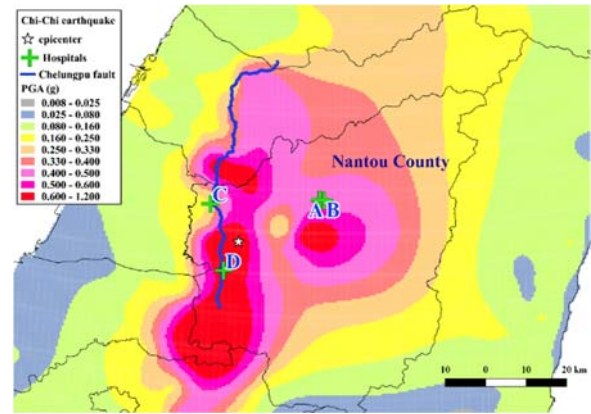 Chi-Chi earthquake
epicenter
Hospitals
Chelungpu fault
PGA (g)
0.008 - 0.025
0.025 - 0.080
0.080 - 0.160
0.160 - 0.250
0.250 - 0.330
0.330 - 0.400
0.400 - 0.500
0.500 - 0.600
0.600 - 1.200
Nantou County
C
AB
D
10 0 10 20 km